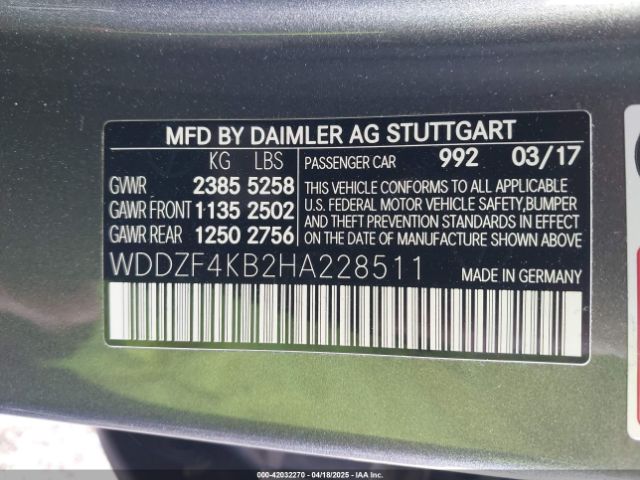 MFD BY DAIMLER AG STUTTGART
KG LBS
GVWR 2385 5258
GAWR FRONT 1135 2502
GAWR REAR 1250 2756
PASSENGER CAR 992 03/17
THIS VEHICLE CONFORMS TO ALL APPLICABLE
U.S. FEDERAL MOTOR VEHICLE SAFETY,BUMPER
AND THEFT PREVENTION STANDARDS IN EFFECT
ON THE DATE OF MANUFACTURE SHOWN ABOVE
WDDZF4KB2HA228511
MADE IN GERMANY
000-42032270 - 04/18/2025 - IAAI.COM